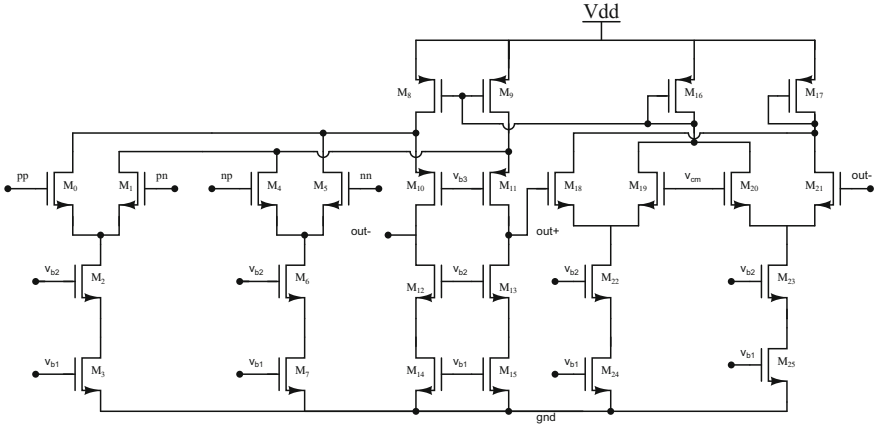 Vdd
M8 M9 M16 M17
pp M0 M1 pn np M4 M5 nn M10 vb3 M11 M18 M19 vcm M20 M21 out-
out- out+
vb2 M2 vb2 M6 M12 vb2 M13 vb2 M22 vb2 M23
vb1 M3 vb1 M7 M14 vb1 M15 vb1 M24 vb1 M25
gnd